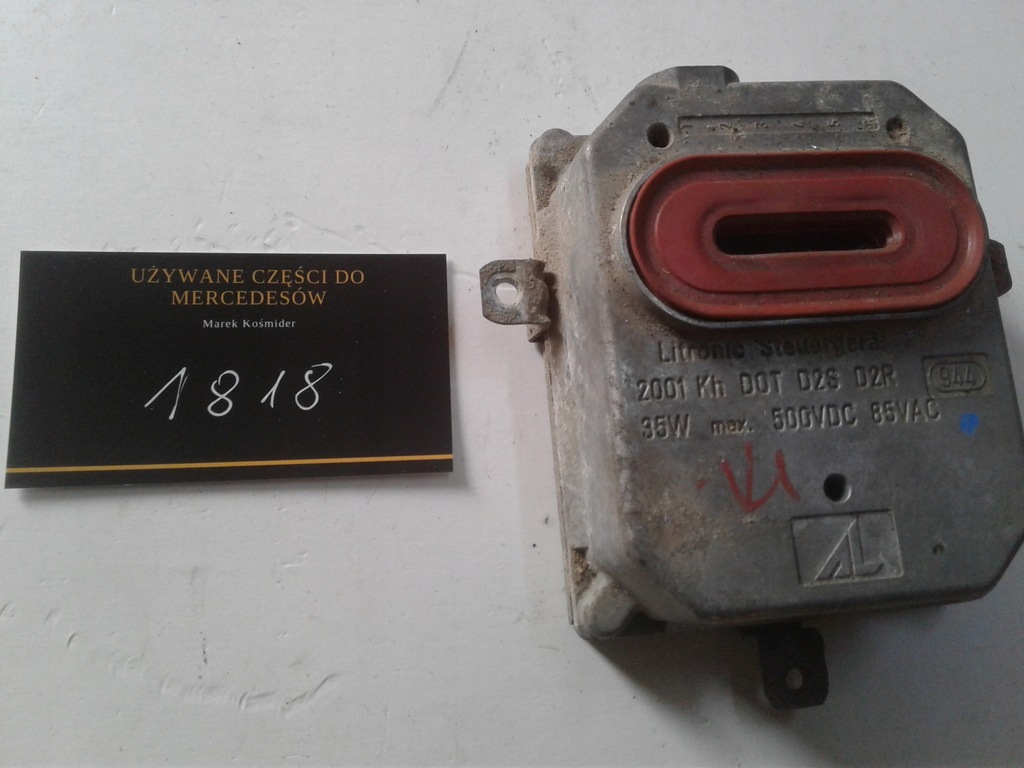 UŻYWANE CZĘŚCI DO
MERCEDESÓW
Marek Kośmider
1818
Litronic Steuergerät
2001 Kh DOT D2S D2R 944
35W max. 500VDC 85VAC
AL